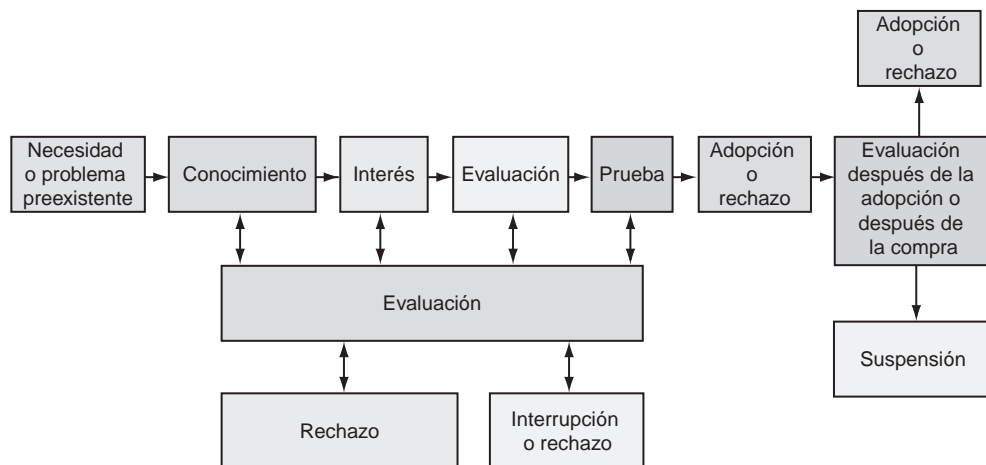 Adopción
o
rechazo
Necesidad
o problema
preexistente
Conocimiento
Interés
Evaluación
Prueba
Adopción
o
rechazo
Evaluación
después de la
adopción o
después de
la compra
Evaluación
Suspensión
Rechazo
Interrupción
o rechazo